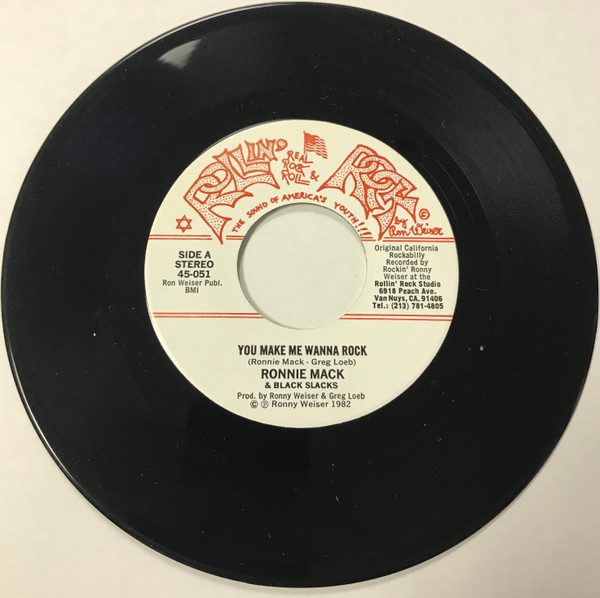 ROLLIN' REAL ROCK & ROLL ROCK ©
THE SOUND OF AMERICA'S YOUTH!!!!
by Ron Weiser
SIDE A
STEREO
45-051
Ron Weiser Publ.
BMI
Original California
Rockabilly
Recorded by
Rockin' Ronny
Weiser at the
Rollin' Rock Studio
6918 Peach Ave.
Van Nuys, CA. 91406
Tel.: (213) 781-4805
YOU MAKE ME WANNA ROCK
(Ronnie Mack - Greg Loeb)
RONNIE MACK
& BLACK SLACKS
Prod. by Ronny Weiser & Greg Loeb
© ℗ Ronny Weiser 1982